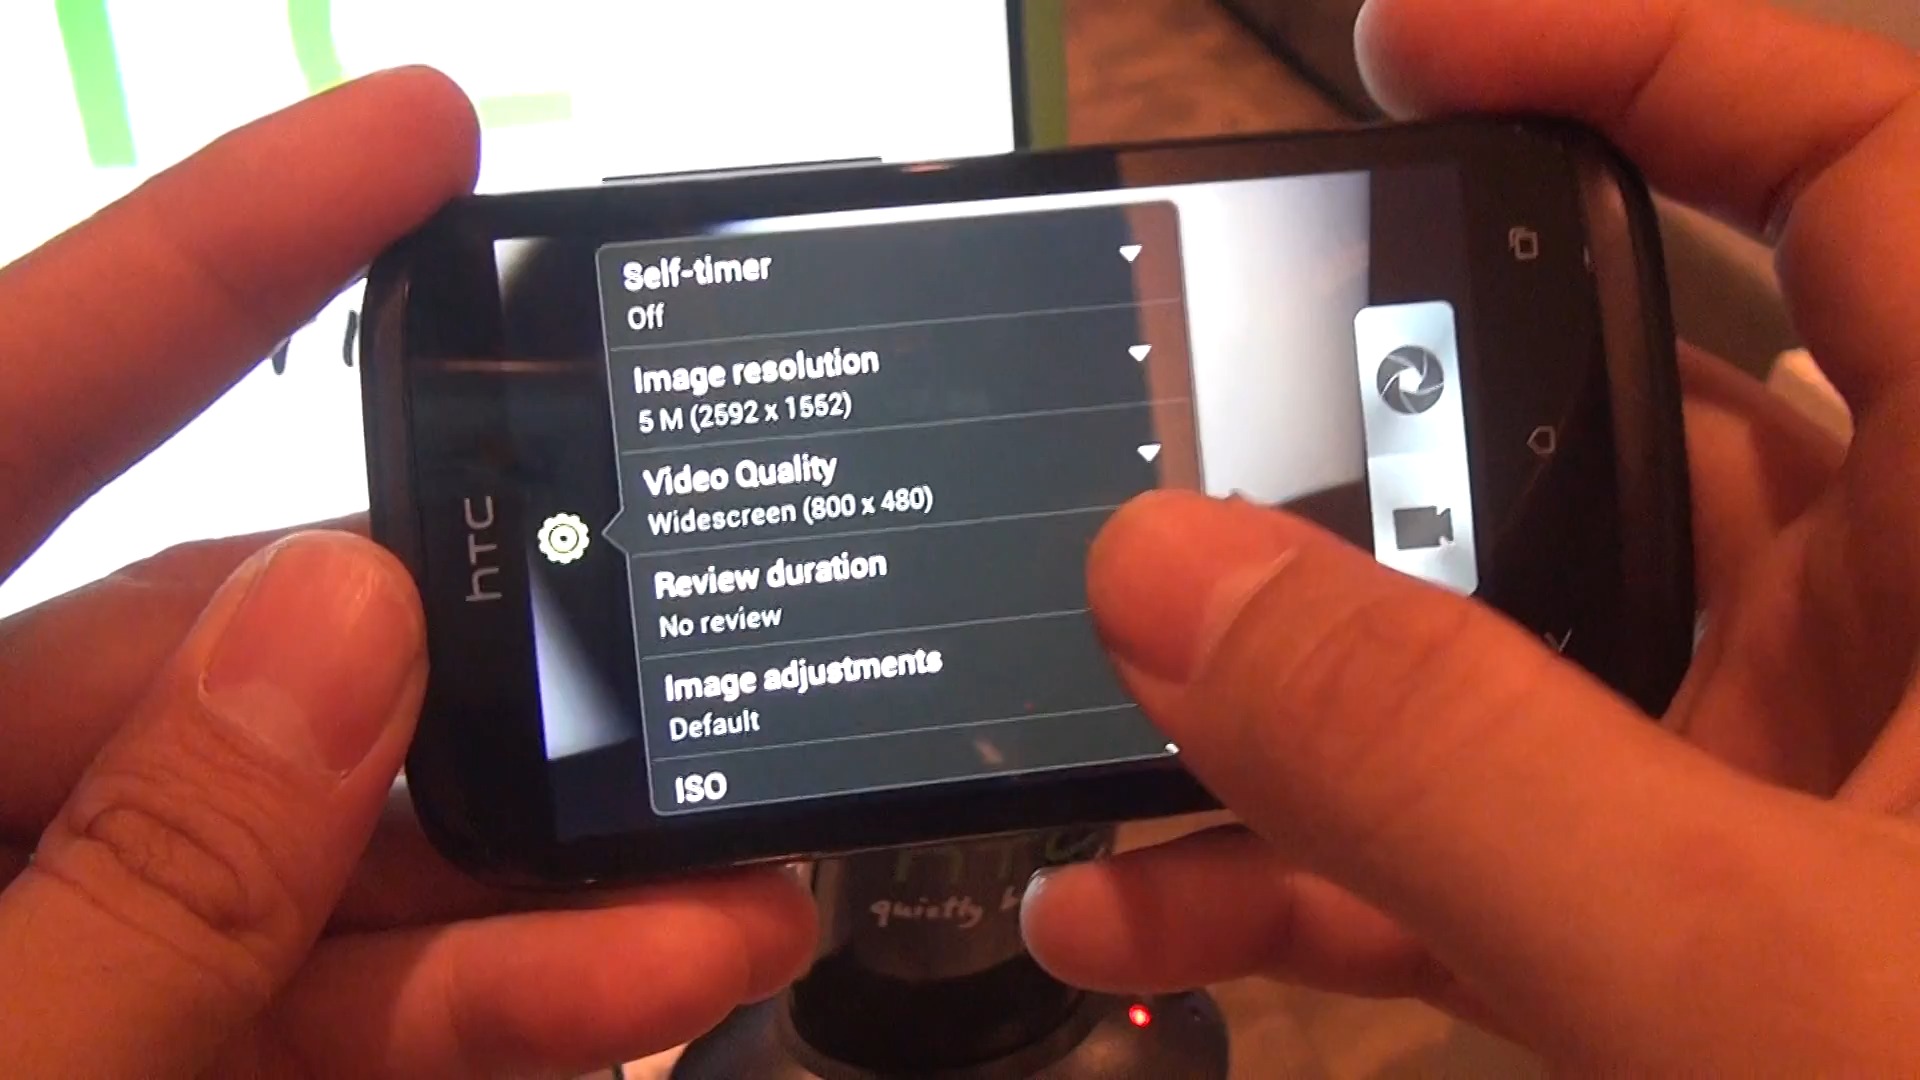 Self-timer
Off
Image resolution
5 M (2592 x 1552)
Video Quality
Widescreen (800 x 480)
Review duration
No review
Image adjustments
Default
ISO
hTC
quietly